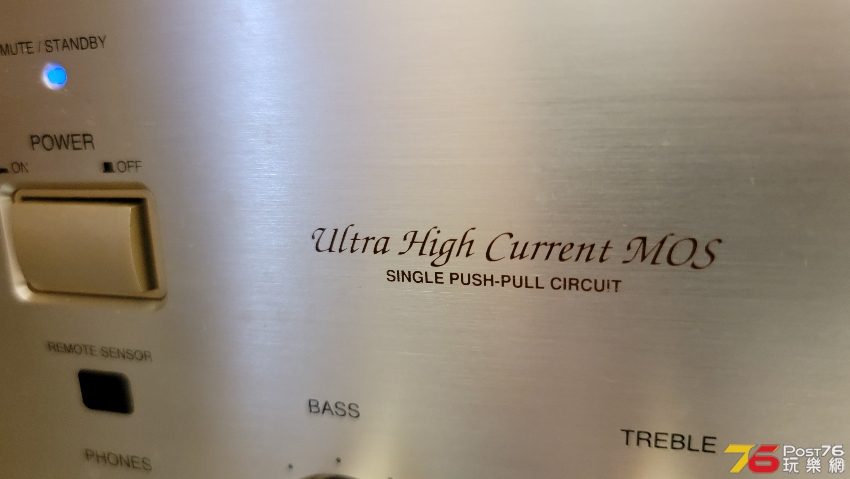 MUTE / STANDBY
POWER
ON OFF
Ultra High Current MOS
SINGLE PUSH-PULL CIRCUIT
REMOTE SENSOR
BASS
PHONES
TREBLE
76 Post76
玩樂網